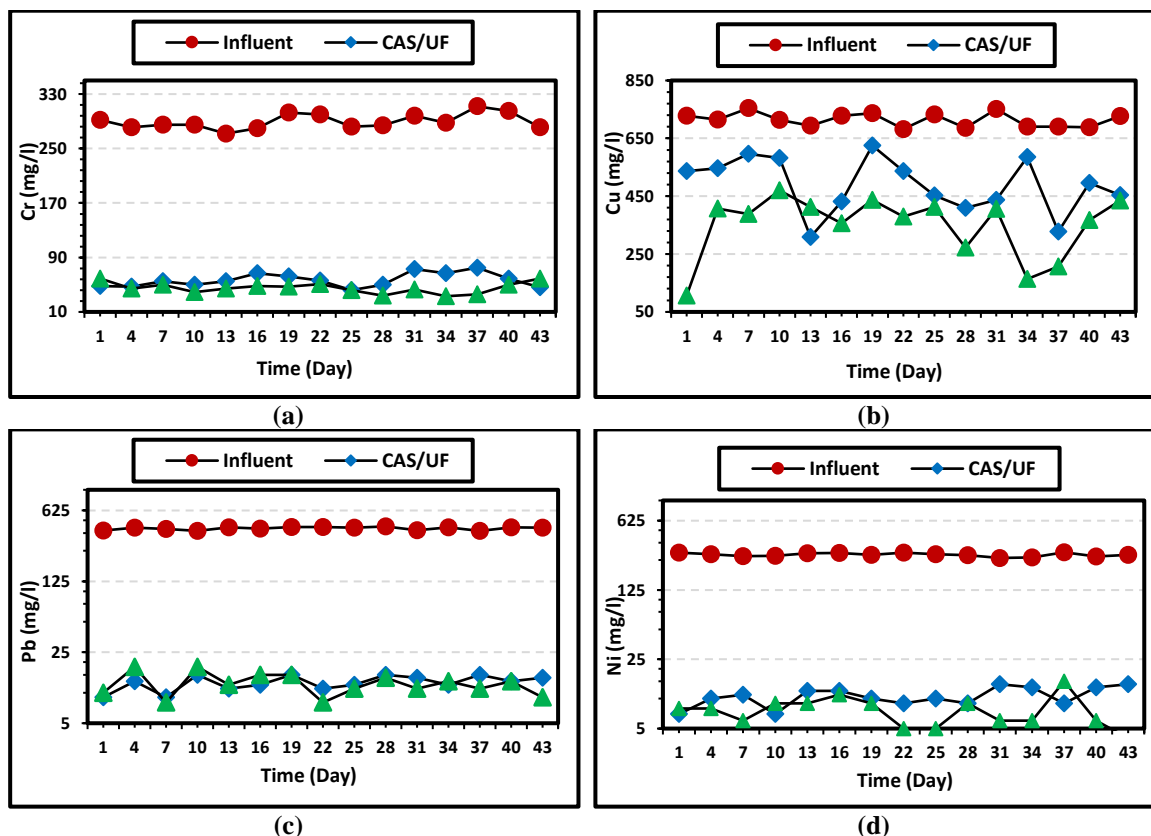 Influent CAS/UF
Cr (mg/l)
330
250
170
90
10
1 4 7 10 13 16 19 22 25 28 31 34 37 40 43
Time (Day)
(a)
Influent CAS/UF
Cu (mg/l)
850
650
450
250
50
1 4 7 10 13 16 19 22 25 28 31 34 37 40 43
Time (Day)
(b)
Influent CAS/UF
Pb (mg/l)
625
125
25
5
1 4 7 10 13 16 19 22 25 28 31 34 37 40 43
Time (Day)
(c)
Influent CAS/UF
Ni (mg/l)
625
125
25
5
1 4 7 10 13 16 19 22 25 28 31 34 37 40 43
Time (Day)
(d)